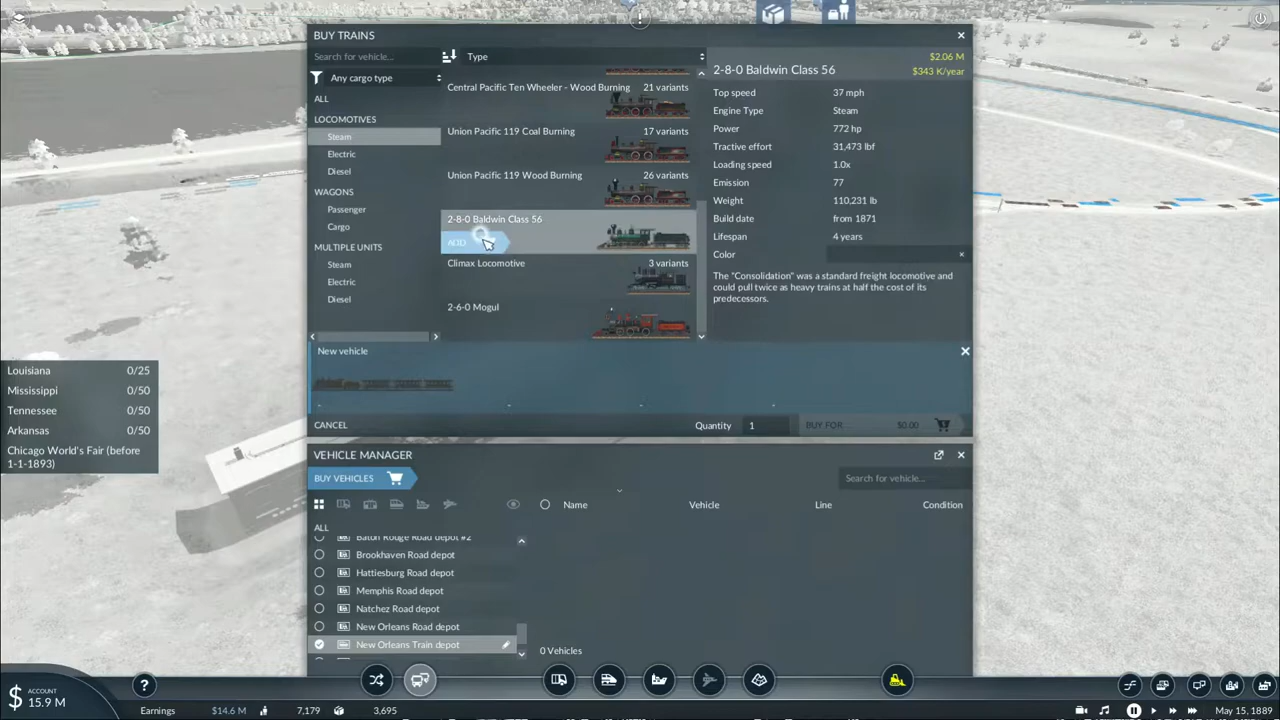 BUY TRAINS
Search for vehicle...
Type
Any cargo type
ALL
LOCOMOTIVES
Steam
Electric
Diesel
WAGONS
Passenger
Cargo
MULTIPLE UNITS
Steam
Electric
Diesel
Central Pacific Ten Wheeler - Wood Burning 21 variants
Union Pacific 119 Coal Burning 17 variants
Union Pacific 119 Wood Burning 26 variants
2-8-0 Baldwin Class 56
ADD
Climax Locomotive 3 variants
2-6-0 Mogul
$2.06 M
2-8-0 Baldwin Class 56 $343 K/year
Top speed 37 mph
Engine Type Steam
Power 772 hp
Tractive effort 31,473 lbf
Loading speed 1.0x
Emission 77
Weight 110,231 lb
Build date from 1871
Lifespan 4 years
Color
The "Consolidation" was a standard freight locomotive and
could pull twice as heavy trains at half the cost of its
predecessors.
New vehicle
CANCEL
Quantity 1 BUY FOR ... $0.00
Louisiana 0/25
Mississippi 0/50
Tennessee 0/50
Arkansas 0/50
Chicago World's Fair (before
1-1-1893)
VEHICLE MANAGER
BUY VEHICLES
Search for vehicle...
Name Vehicle Line Condition
ALL
Baton Rouge Road depot #2
Brookhaven Road depot
Hattiesburg Road depot
Memphis Road depot
Natchez Road depot
New Orleans Road depot
New Orleans Train depot
0 Vehicles
$ ACCOUNT
15.9 M
?
Earnings $14.6 M 7,179 3,695
May 15, 1889